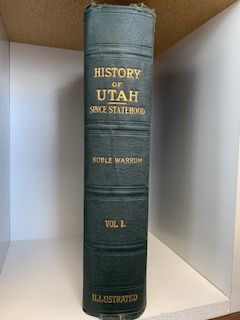 HISTORY
OF
UTAH
SINCE STATEHOOD
NOBLE WARRUM
VOL I.
ILLUSTRATED